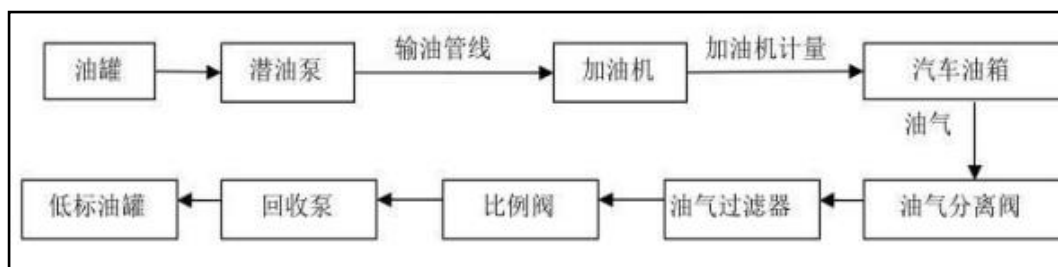 油罐
潜油泵
输油管线
加油机
加油机计量
汽车油箱
油气
低标油罐
回收泵
比例阀
油气过滤器
油气分离阀